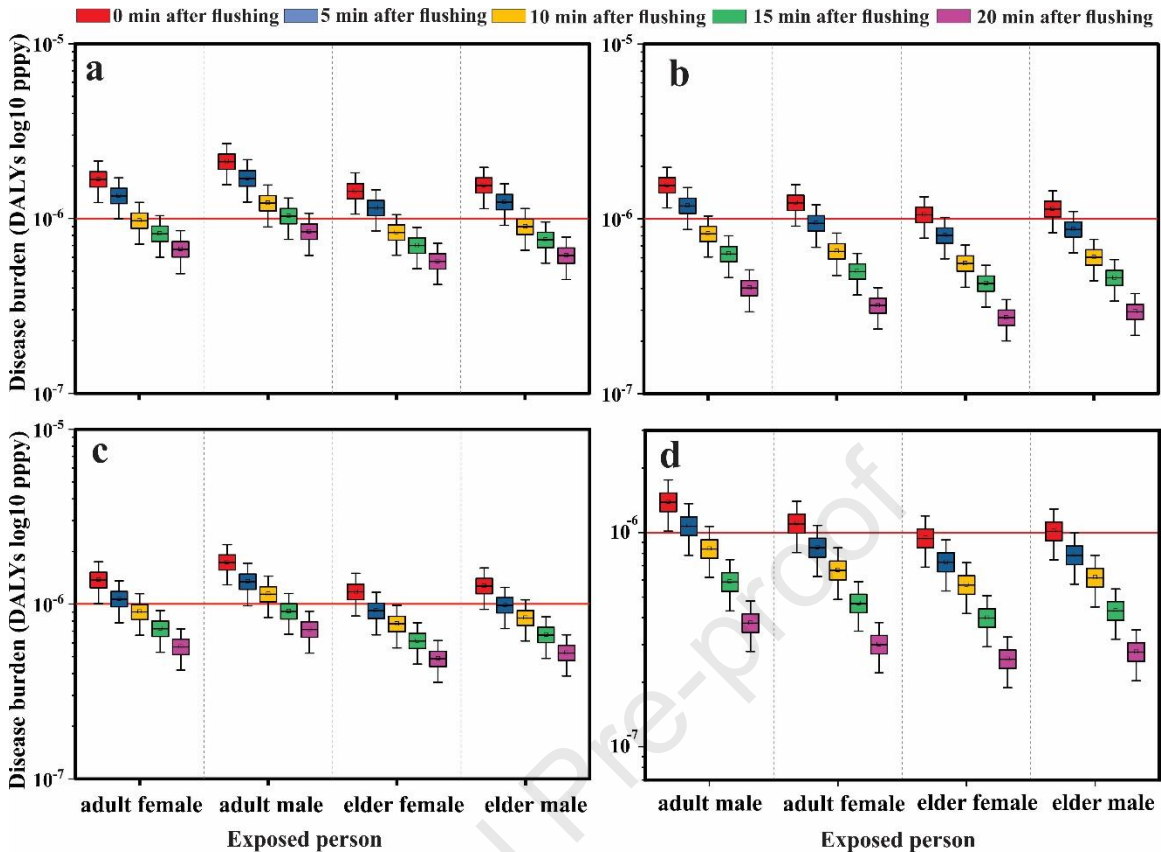 0 min after flushing 5 min after flushing 10 min after flushing 15 min after flushing 20 min after flushing
Disease burden (DALYs log10 pppy)
10-5
10-6
10-7
a
10-5
10-6
10-7
b
Disease burden (DALYs log10 pppy)
10-5
10-6
10-7
c
adult female adult male elder female elder male
Exposed person
10-6
10-7
d
adult male adult female elder female elder male
Exposed person
Pre-proof